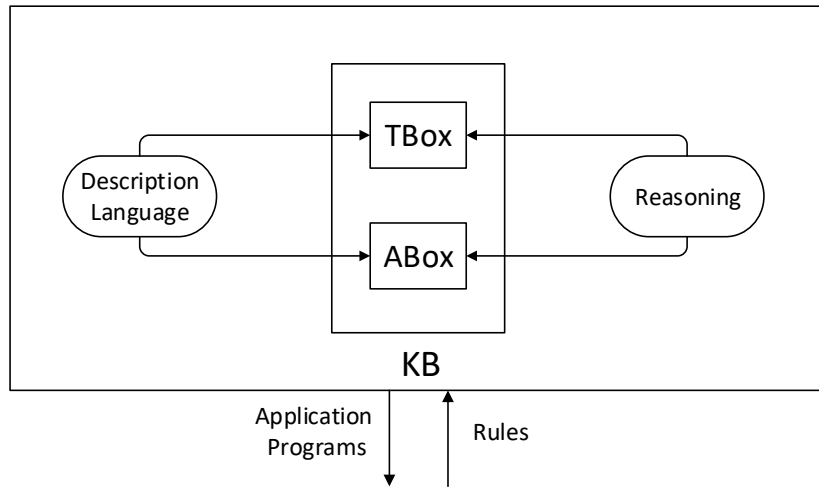 TBox
Description
Language
Reasoning
ABox
KB
Application
Programs
Rules